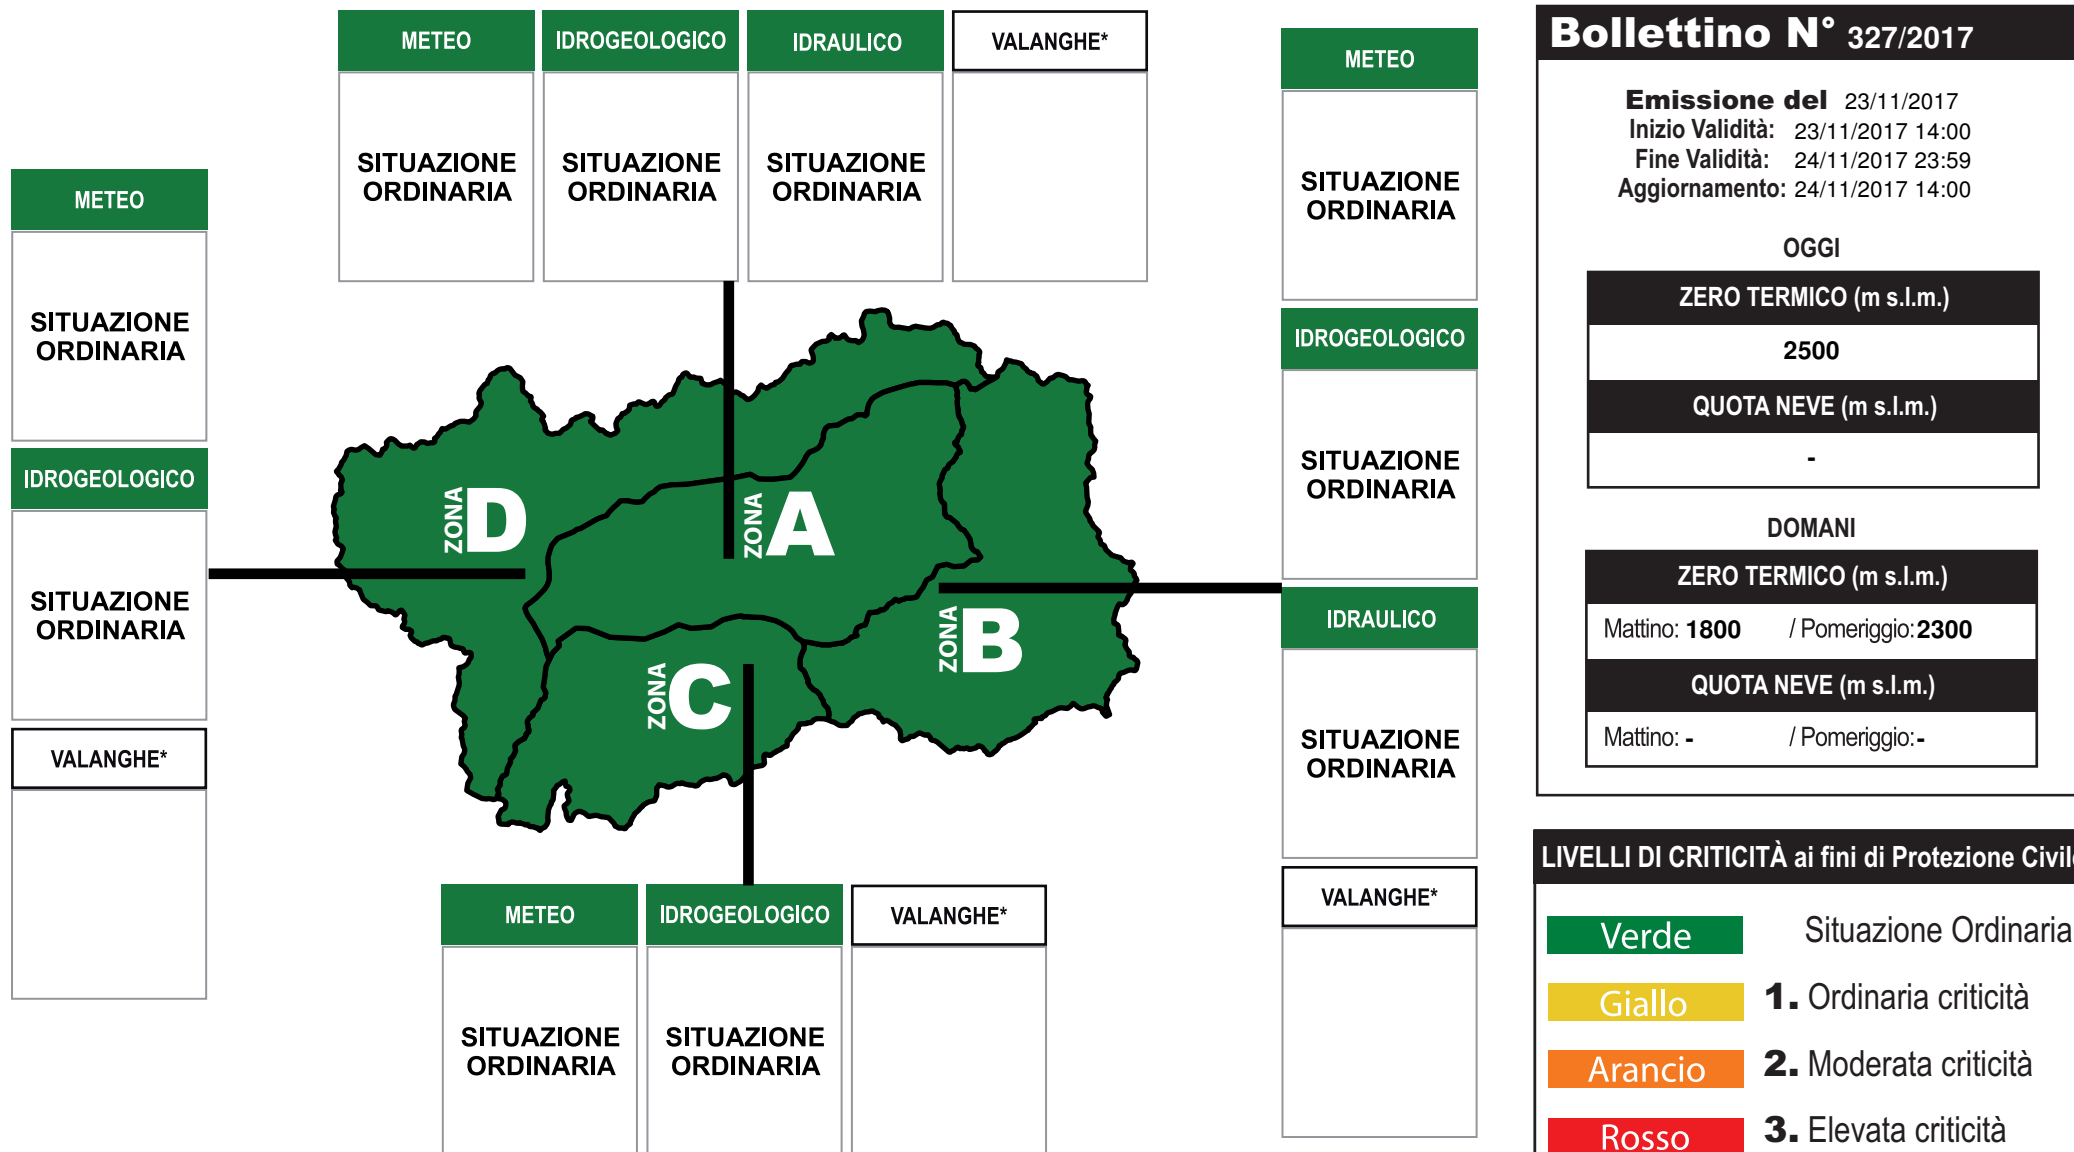 METEO IDROGEOLOGICO IDRAULICO VALANGHE*
SITUAZIONE ORDINARIA
SITUAZIONE ORDINARIA
SITUAZIONE ORDINARIA
METEO
SITUAZIONE
ORDINARIA
IDROGEOLOGICO
SITUAZIONE
ORDINARIA
VALANGHE*
ZONA D
ZONA A
ZONA B
ZONA C
METEO
SITUAZIONE
ORDINARIA
IDROGEOLOGICO
SITUAZIONE
ORDINARIA
IDRAULICO
SITUAZIONE
ORDINARIA
VALANGHE*
METEO IDROGEOLOGICO VALANGHE*
SITUAZIONE ORDINARIA
SITUAZIONE ORDINARIA
Bollettino N° 327/2017
Emissione del 23/11/2017
Inizio Validità: 23/11/2017 14:00
Fine Validità: 24/11/2017 23:59
Aggiornamento: 24/11/2017 14:00
OGGI
ZERO TERMICO (m s.l.m.)
2500
QUOTA NEVE (m s.l.m.)
-
DOMANI
ZERO TERMICO (m s.l.m.)
Mattino: 1800 / Pomeriggio: 2300
QUOTA NEVE (m s.l.m.)
Mattino: - / Pomeriggio: -
LIVELLI DI CRITICITÀ ai fini di Protezione Civile
Verde Situazione Ordinaria
Giallo 1. Ordinaria criticità
Arancio 2. Moderata criticità
Rosso 3. Elevata criticità